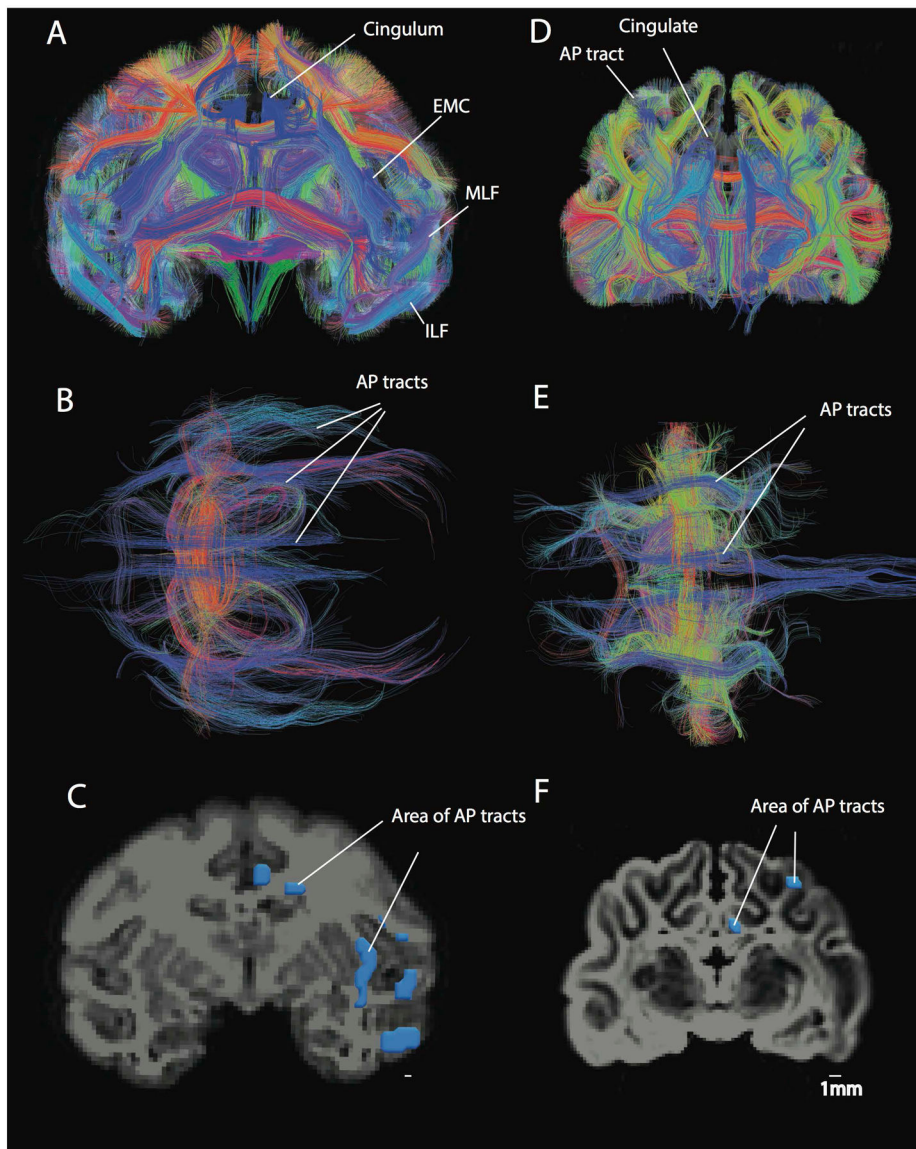 A
Cingulum
EMC
MLF
ILF
D
Cingulate
AP tract
B
AP tracts
E
AP tracts
C
Area of AP tracts
F
Area of AP tracts
1mm